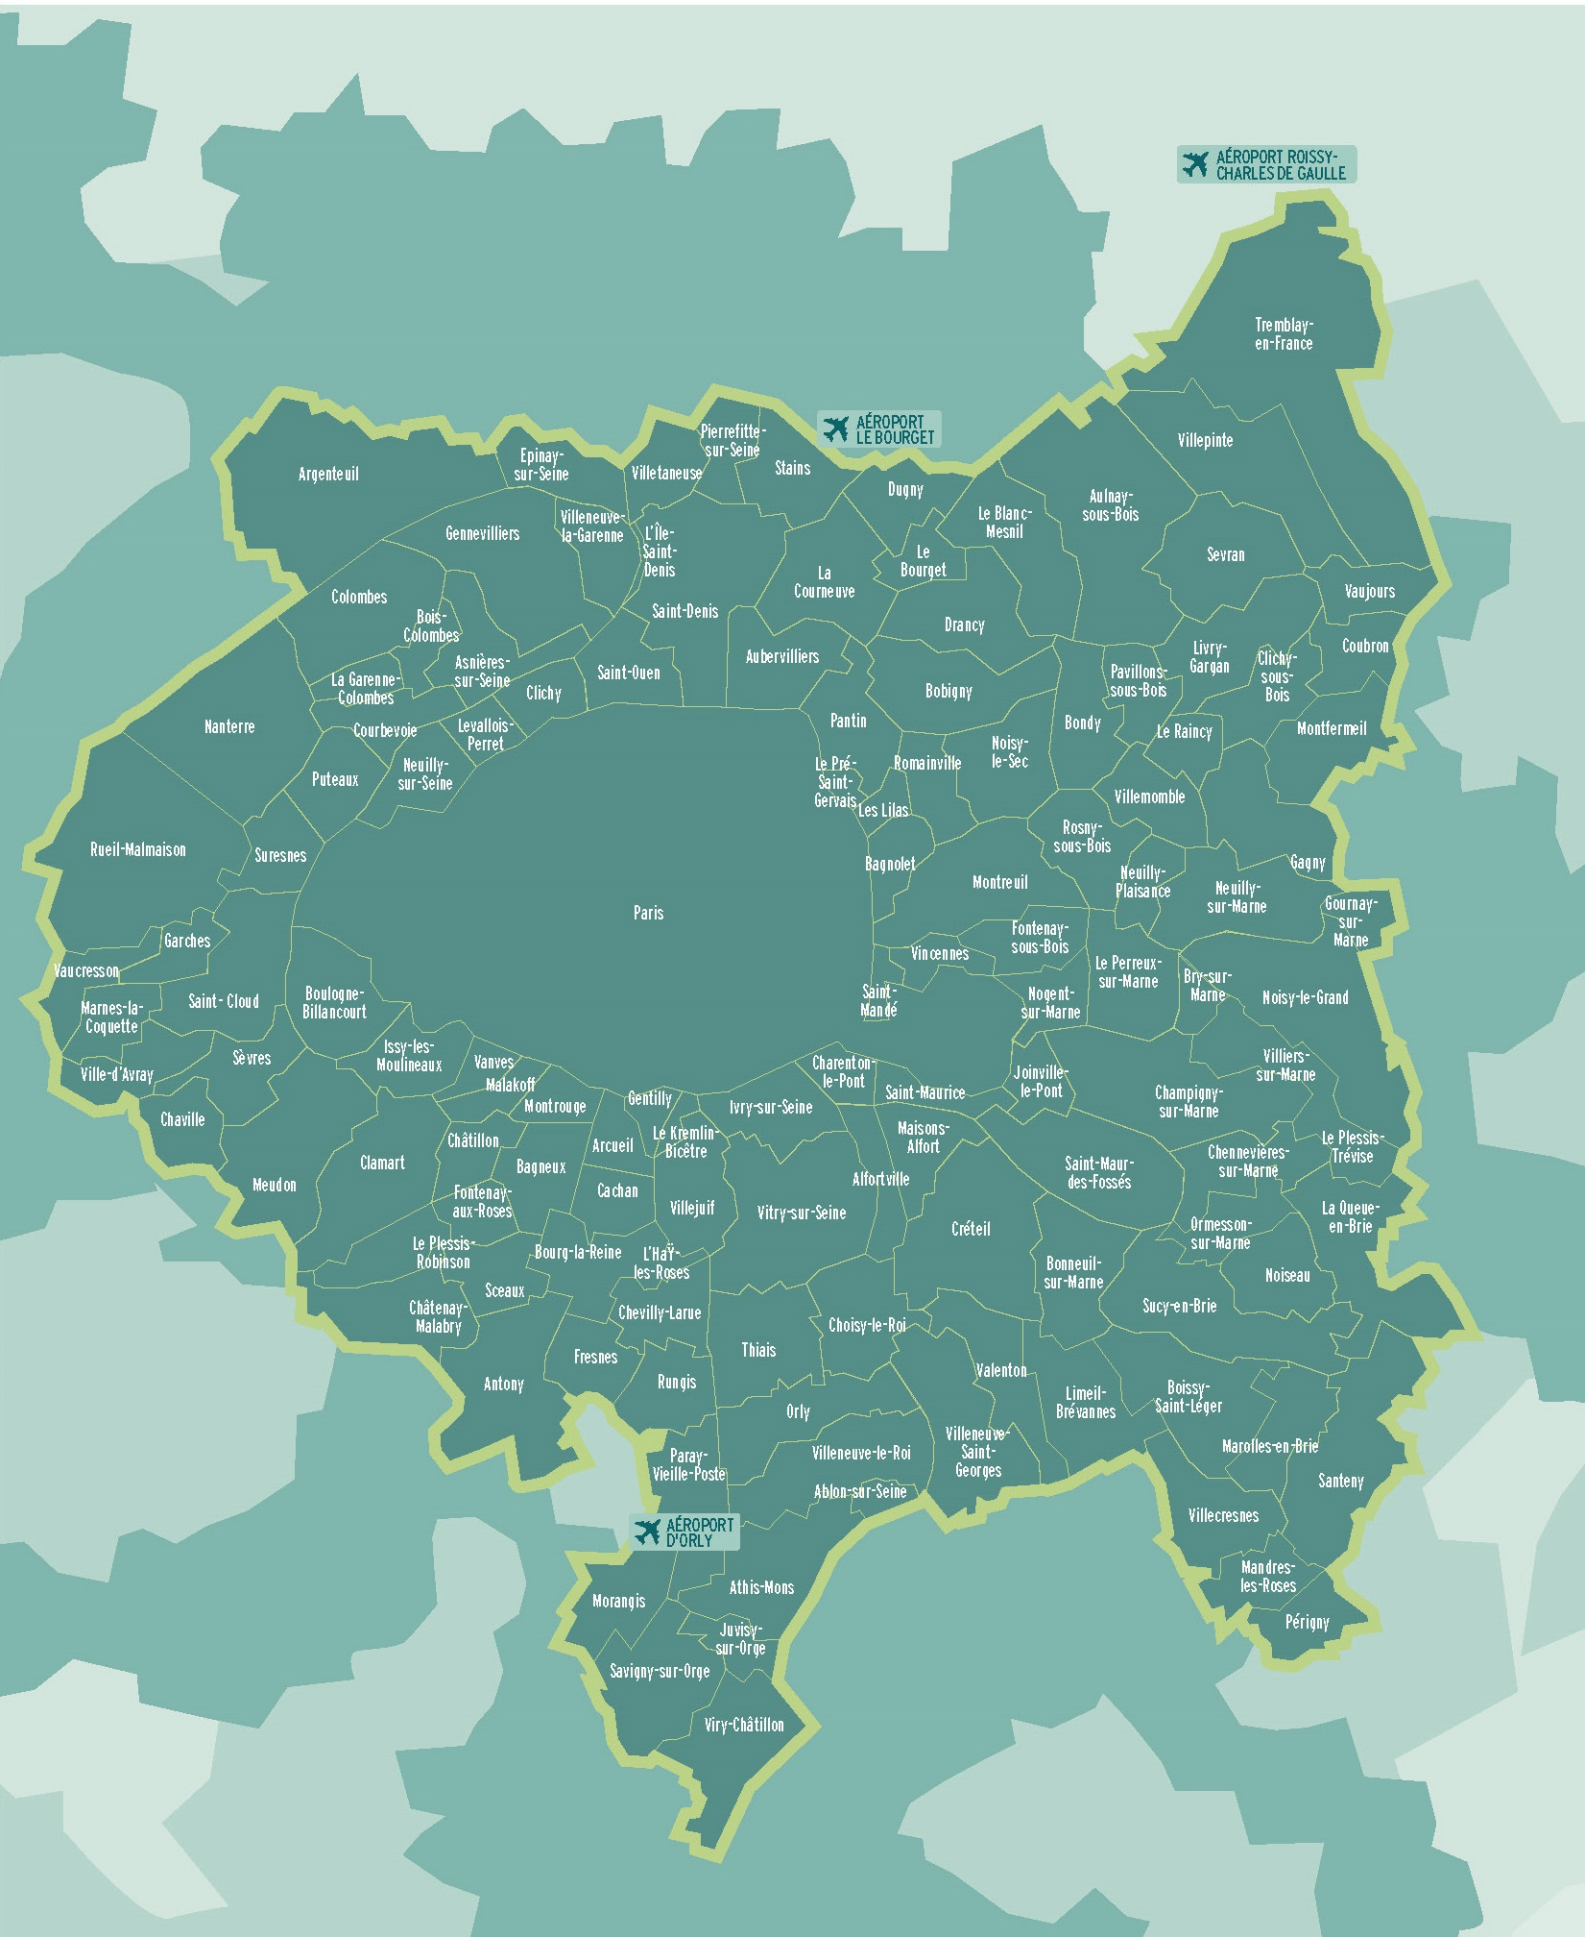 AÉROPORT ROISSY-
CHARLES DE GAULLE
Tremblay-
en-France
AÉROPORT
LE BOURGET
Pierrefitte-
sur-Seine
Villepinte
Argenteuil
Epinay-
sur-Seine
Villetaneuse
Stains
Dugny
Aulnay-
sous-Bois
Le Blanc-
Mesnil
Gennevilliers
Villeneuve-
la-Garenne
L'Île-
Saint-
Denis
Le
Bourget
Sevran
La
Courneuve
Vaujours
Colombes
Bois-
Colombes
Saint-Denis
Drancy
Coubron
Livry-
Gargan
Clichy-
sous-
Bois
Aubervilliers
Asnières-
sur-Seine
Saint-Ouen
Pavillons-
sous-Bois
La Garenne-
Colombes
Clichy
Bobigny
Nanterre
Courbevoie
Levallois-
Perret
Pantin
Bondy
Le Raincy
Montfermeil
Noisy-
le-Sec
Puteaux
Neuilly-
sur-Seine
Le Pré-
Saint-
Gervais
Romainville
Les Lilas
Villemomble
Rosny-
sous-Bois
Rueil-Malmaison
Suresnes
Bagnolet
Gagny
Montreuil
Neuilly-
Plaisance
Neuilly-
sur-Marne
Paris
Gournay-
sur-
Marne
Garches
Fontenay-
sous-Bois
Vincennes
Vaucresson
Le Perreux-
sur-Marne
Bry-sur-
Marne
Noisy-le-Grand
Marnes-la-
Coquette
Saint- Cloud
Boulogne-
Billancourt
Saint-
Mandé
Nogent-
sur-Marne
Sèvres
Issy-les-
Moulineaux
Vanves
Villiers-
sur-Marne
Ville-d'Avray
Malakoff
Charenton-
le-Pont
Joinville-
le-Pont
Saint-Maurice
Champigny-
sur-Marne
Chaville
Montrouge
Gentilly
Ivry-sur-Seine
Châtillon
Arcueil
Le Kremlin-
Bicêtre
Maisons-
Alfort
Le Plessis-
Trévise
Clamart
Bagneux
Chennevières-
sur-Marne
Saint-Maur-
des-Fossés
Meudon
Fontenay-
aux-Roses
Cachan
Villejuif
Alfortville
Vitry-sur-Seine
La Queue-
en-Brie
Créteil
Ormesson-
sur-Marne
Le Plessis-
Robinson
Bourg-la-Reine
L'Haÿ-
les-Roses
Bonneuil-
sur-Marne
Noiseau
Sceaux
Sucy-en-Brie
Châtenay-
Malabry
Chevilly-Larue
Choisy-le-Roi
Thiais
Fresnes
Valenton
Antony
Rungis
Limeil-
Brévannes
Boissy-
Saint-Léger
Orly
Villeneuve-
Saint-
Georges
Marolles-en-Brie
Villeneuve-le-Roi
Paray-
Vieille-Poste
Santeny
Ablon-sur-Seine
Villecresnes
AÉROPORT
D'ORLY
Mandres-
les-Roses
Athis-Mons
Morangis
Périgny
Juvisy-
sur-Orge
Savigny-sur-Orge
Viry-Châtillon